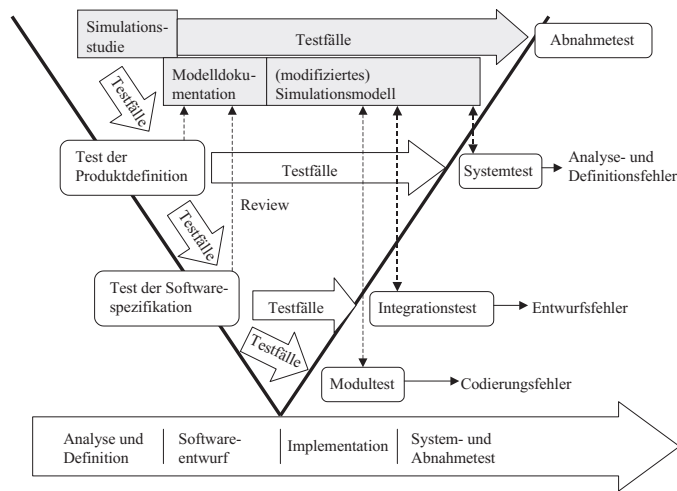 Simulations-
studie
Testfälle
Abnahmetest
Modelldoku-
mentation
(modifiziertes)
Simulationsmodell
Testfälle
Test der
Produktdefinition
Testfälle
Systemtest
Analyse- und
Definitionsfehler
Testfälle
Review
Test der Software-
spezifikation
Testfälle
Integrationstest
Entwurfsfehler
Testfälle
Modultest
Codierungsfehler
Analyse und
Definition
Software-
entwurf
Implementation
System- und
Abnahmetest